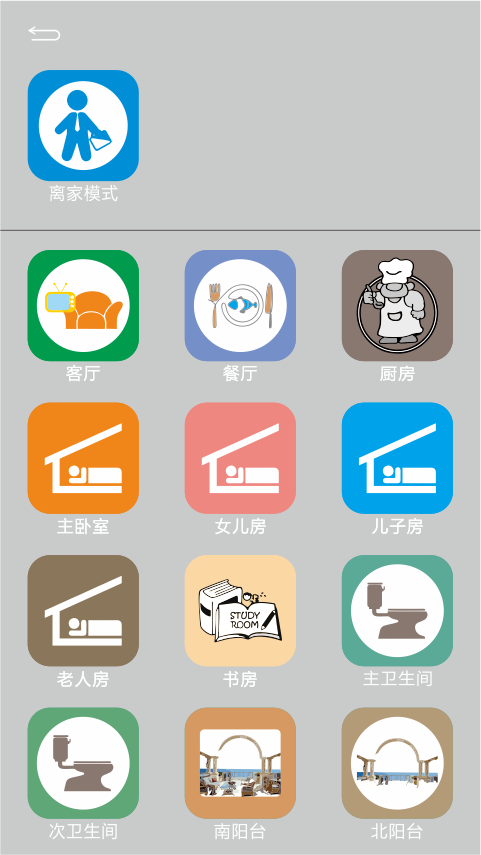 离家模式
客厅
餐厅
厨房
主卧室
女儿房
儿子房
老人房
STUDY
ROOM
书房
主卫生间
次卫生间
南阳台
北阳台